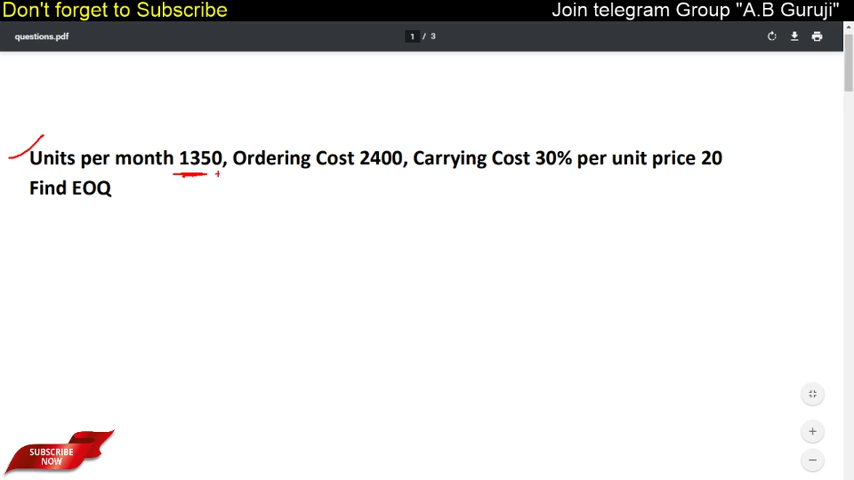 Don't forget to Subscribe
Join telegram Group "A.B Guruji"
questions.pdf
1 / 3
Units per month 1350, Ordering Cost 2400, Carrying Cost 30% per unit price 20
Find EOQ
SUBSCRIBE
NOW